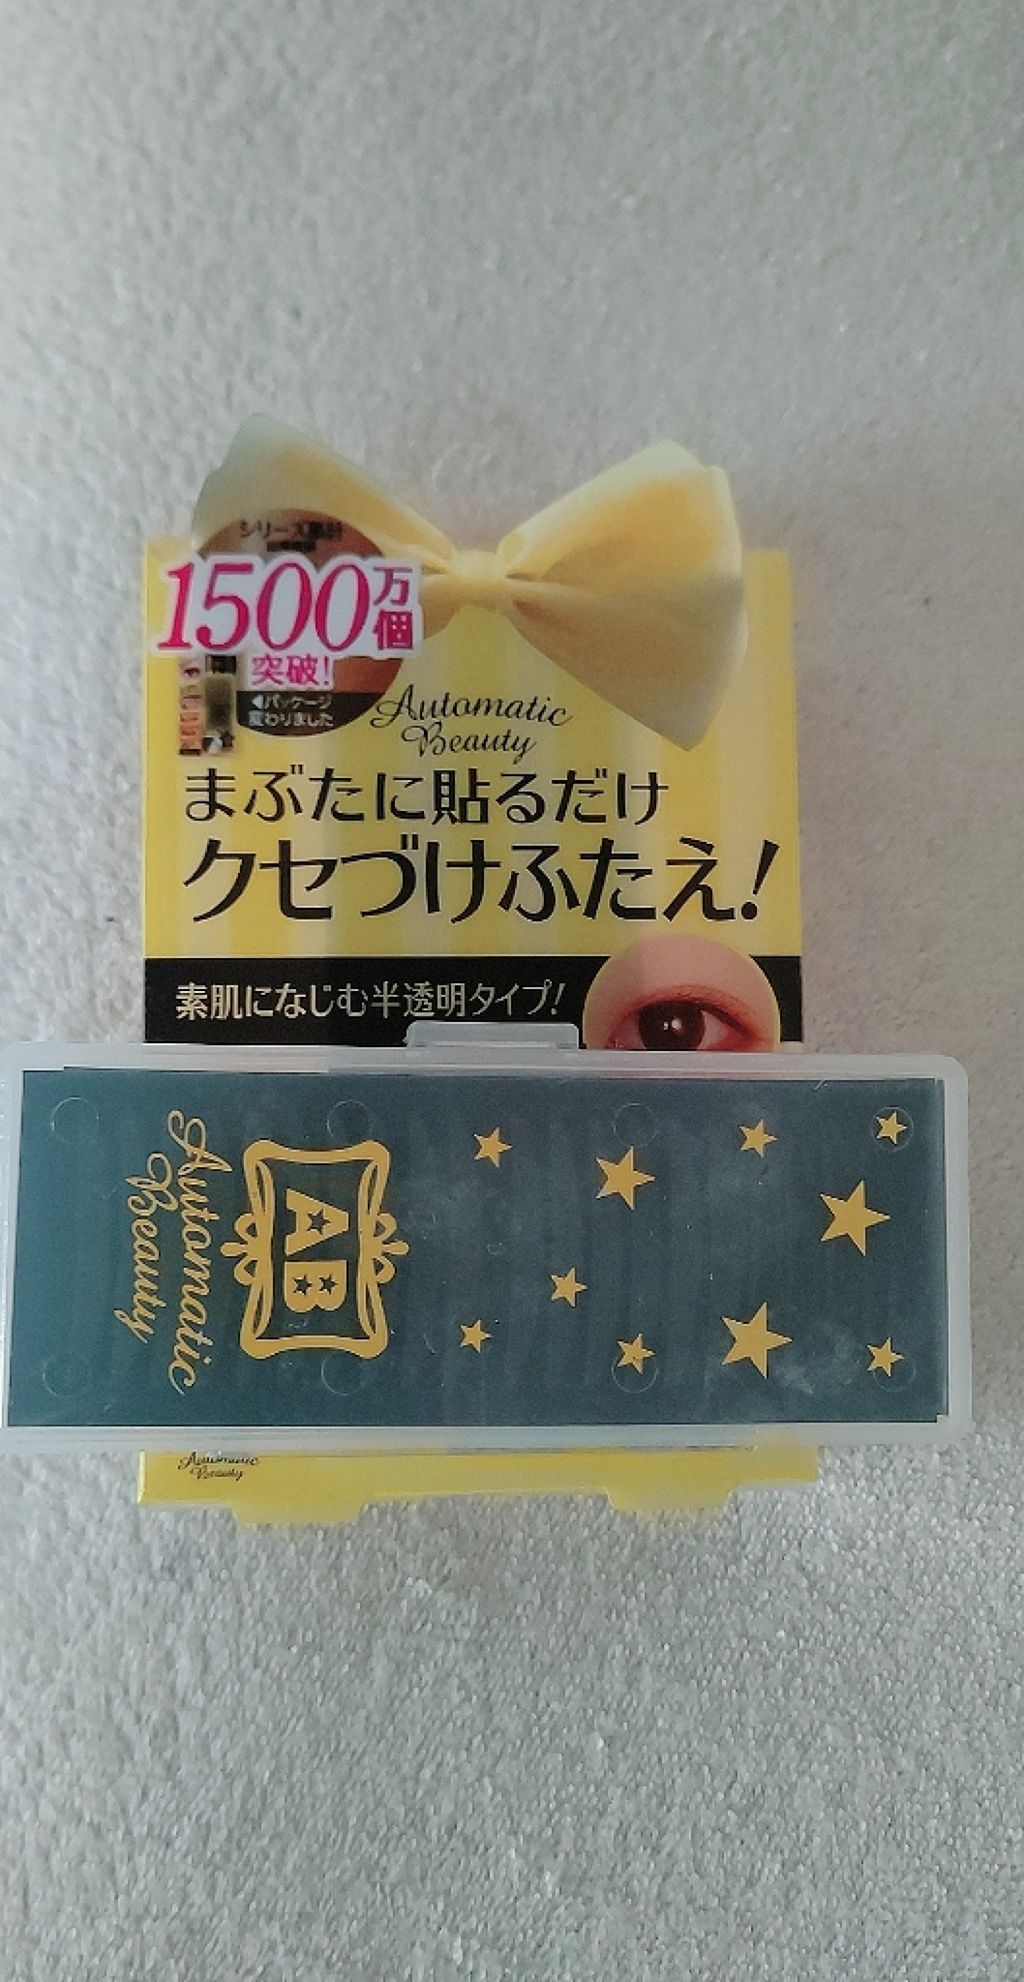 シリーズ累計
1500万個
突破!
◀パッケージ
変わりました
Automatic
Beauty
まぶたに貼るだけ
クセづけふたえ!
素肌になじむ半透明タイプ!
Automatic
Beauty
AB
Automatic
Beauty